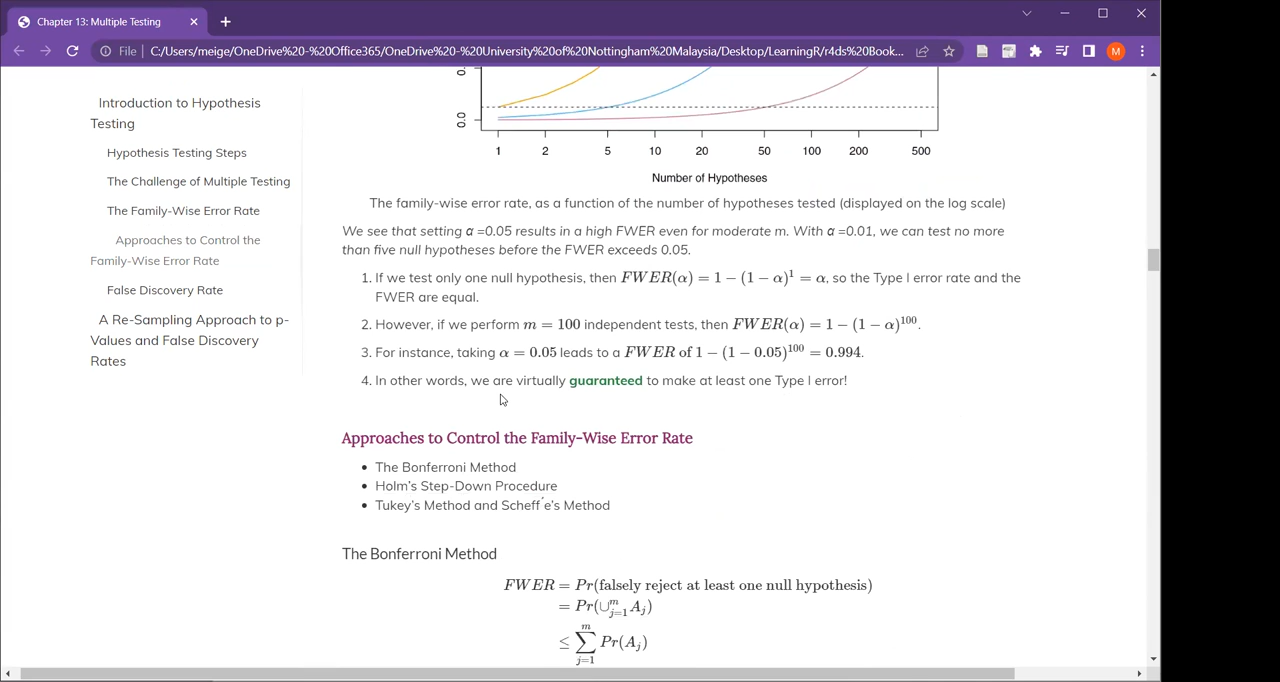 Chapter 13: Multiple Testing
File
C:/Users/meige/OneDrive%20-%20Office365/OneDrive%20-%20University%20of%20Nottingham%20Malaysia/Desktop/LearningR/r4ds%20Book...
M
Introduction to Hypothesis
Testing
Hypothesis Testing Steps
The Challenge of Multiple Testing
The Family-Wise Error Rate
Approaches to Control the
Family-Wise Error Rate
False Discovery Rate
A Re-Sampling Approach to p-
Values and False Discovery
Rates
0.0
1 2 5 10 20 50 100 200 500
Number of Hypotheses
The family-wise error rate, as a function of the number of hypotheses tested (displayed on the log scale)
We see that setting α =0.05 results in a high FWER even for moderate m. With α =0.01, we can test no more
than five null hypotheses before the FWER exceeds 0.05.
1. If we test only one null hypothesis, then FWER(α) = 1 − (1 − α)¹ = α, so the Type I error rate and the
FWER are equal.
2. However, if we perform m = 100 independent tests, then FWER(α) = 1 − (1 − α)¹⁰⁰.
3. For instance, taking α = 0.05 leads to a FWER of 1 − (1 − 0.05)¹⁰⁰ = 0.994.
4. In other words, we are virtually guaranteed to make at least one Type I error!
Approaches to Control the Family-Wise Error Rate
• The Bonferroni Method
• Holm's Step-Down Procedure
• Tukey's Method and Scheff´e's Method
The Bonferroni Method
FWER = Pr(falsely reject at least one null hypothesis)
= Pr(∪ᵐⱼ₌₁ Aⱼ)
≤ ∑ᵐⱼ₌₁ Pr(Aⱼ)